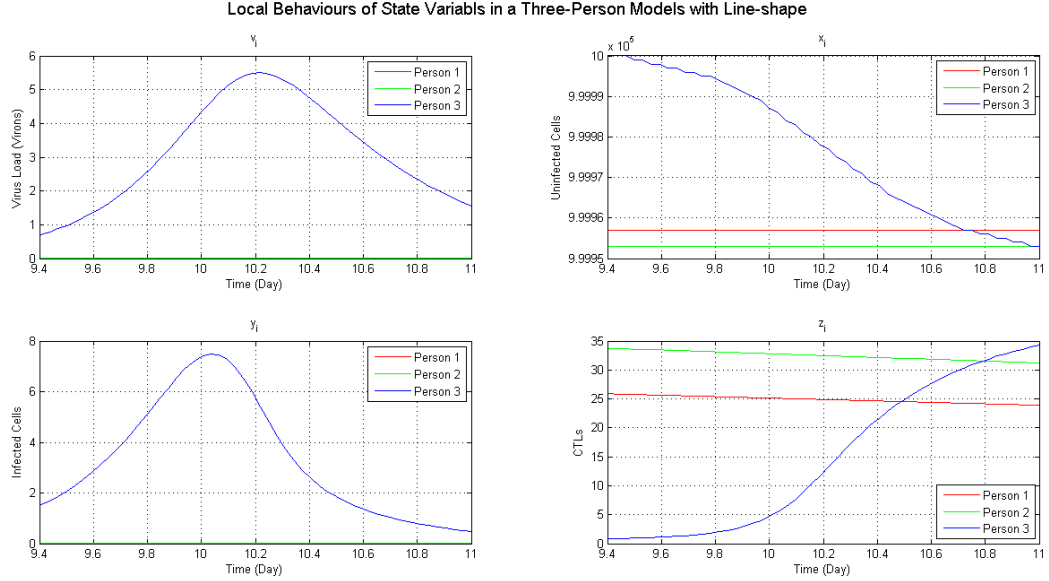 Local Behaviours of State Variabls in a Three-Person Models with Line-shape
v_i
6
5
4
3
2
1
0
Virus Load (Virons)
Person 1
Person 2
Person 3
9.4 9.6 9.8 10 10.2 10.4 10.6 10.8 11
Time (Day)
x_i
x 10^5
10
9.9999
9.9998
9.9997
9.9996
9.9995
Uninfected Cells
Person 1
Person 2
Person 3
9.4 9.6 9.8 10 10.2 10.4 10.6 10.8 11
Time (Day)
y_i
8
6
4
2
0
Infected Cells
Person 1
Person 2
Person 3
9.4 9.6 9.8 10 10.2 10.4 10.6 10.8 11
Time (Day)
z_i
35
30
25
20
15
10
5
0
CTLs
Person 1
Person 2
Person 3
9.4 9.6 9.8 10 10.2 10.4 10.6 10.8 11
Time (Day)